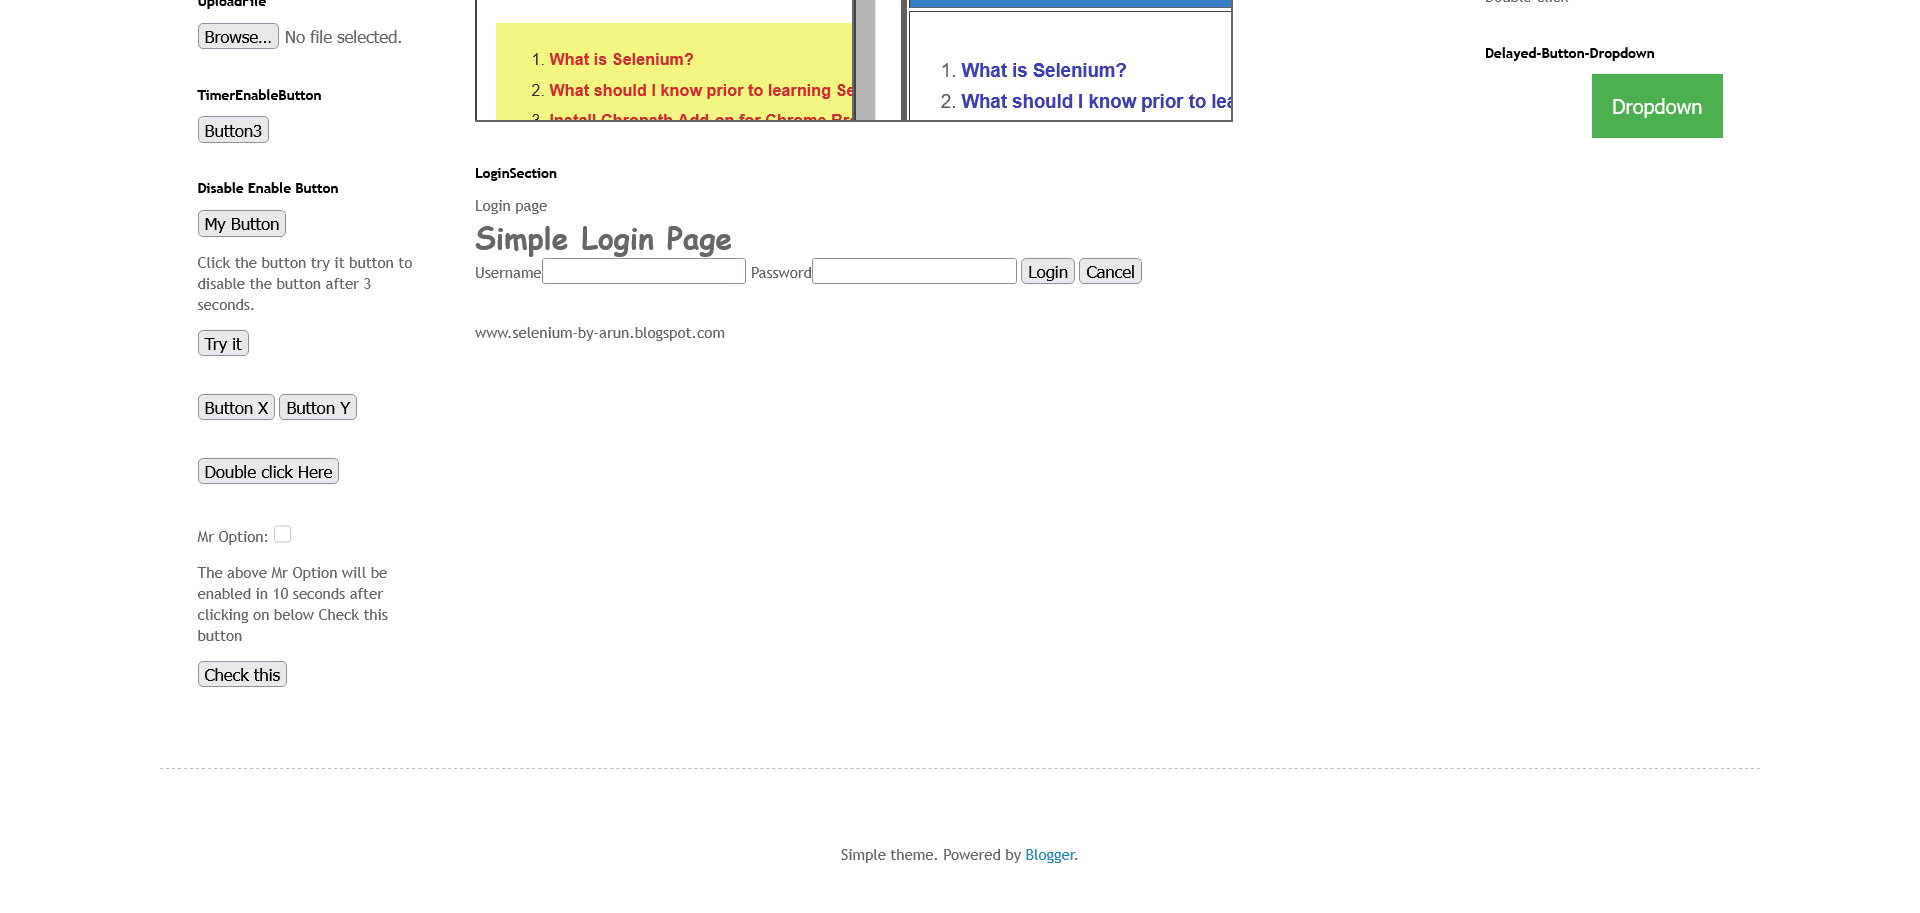 UploadFile
Browse... No file selected.
TimerEnableButton
Button3
Disable Enable Button
My Button
Click the button try it button to
disable the button after 3
seconds.
Try it
Button X Button Y
Double click Here
Mr Option:
The above Mr Option will be
enabled in 10 seconds after
clicking on below Check this
button
Check this
1. What is Selenium?
2. What should I know prior to learning Se
3. Install Chropath Add-on for Chrome Bro
1. What is Selenium?
2. What should I know prior to lea
LoginSection
Login page
Simple Login Page
Username Password Login Cancel
www.selenium-by-arun.blogspot.com
Double-click
Delayed-Button-Dropdown
Dropdown
Simple theme. Powered by Blogger.